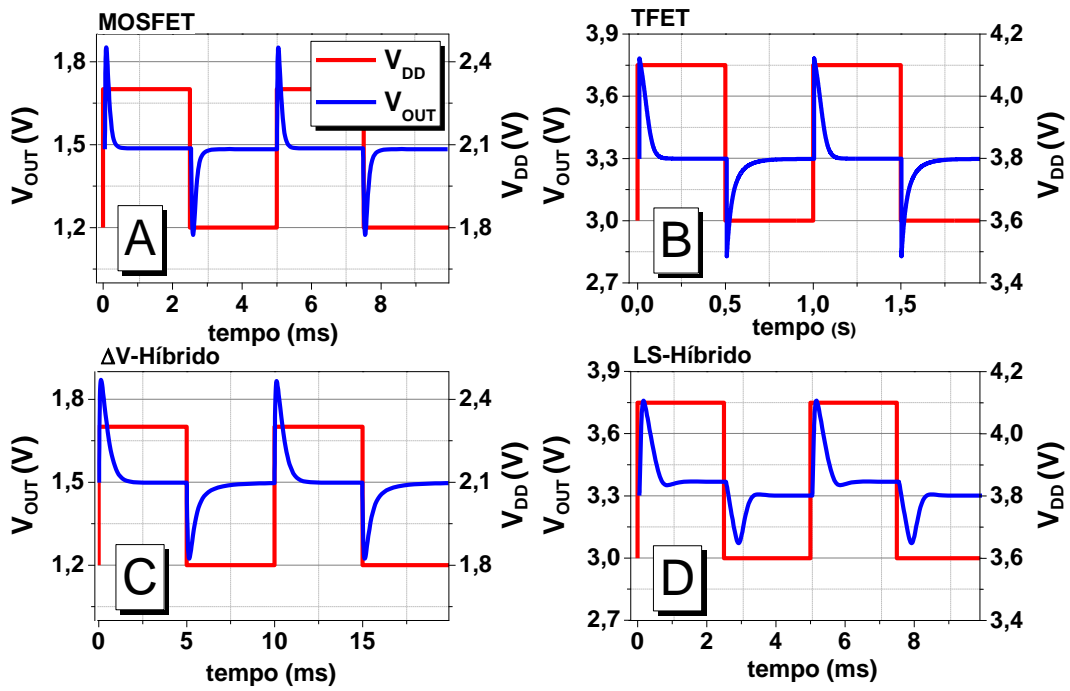 MOSFET
1,8
1,5
1,2
V_OUT (V)
2,4
2,1
1,8
V_DD (V)
V_DD
V_OUT
A
0 2 4 6 8
tempo (ms)
TFET
3,9
3,6
3,3
3,0
2,7
V_OUT (V)
4,2
4,0
3,8
3,6
3,4
V_DD (V)
B
0,0 0,5 1,0 1,5
tempo (s)
ΔV-Híbrido
1,8
1,5
1,2
V_OUT (V)
2,4
2,1
1,8
V_DD (V)
C
0 5 10 15
tempo (ms)
LS-Híbrido
3,9
3,6
3,3
3,0
2,7
V_OUT (V)
4,2
4,0
3,8
3,6
3,4
V_DD (V)
D
0 2 4 6 8
tempo (ms)